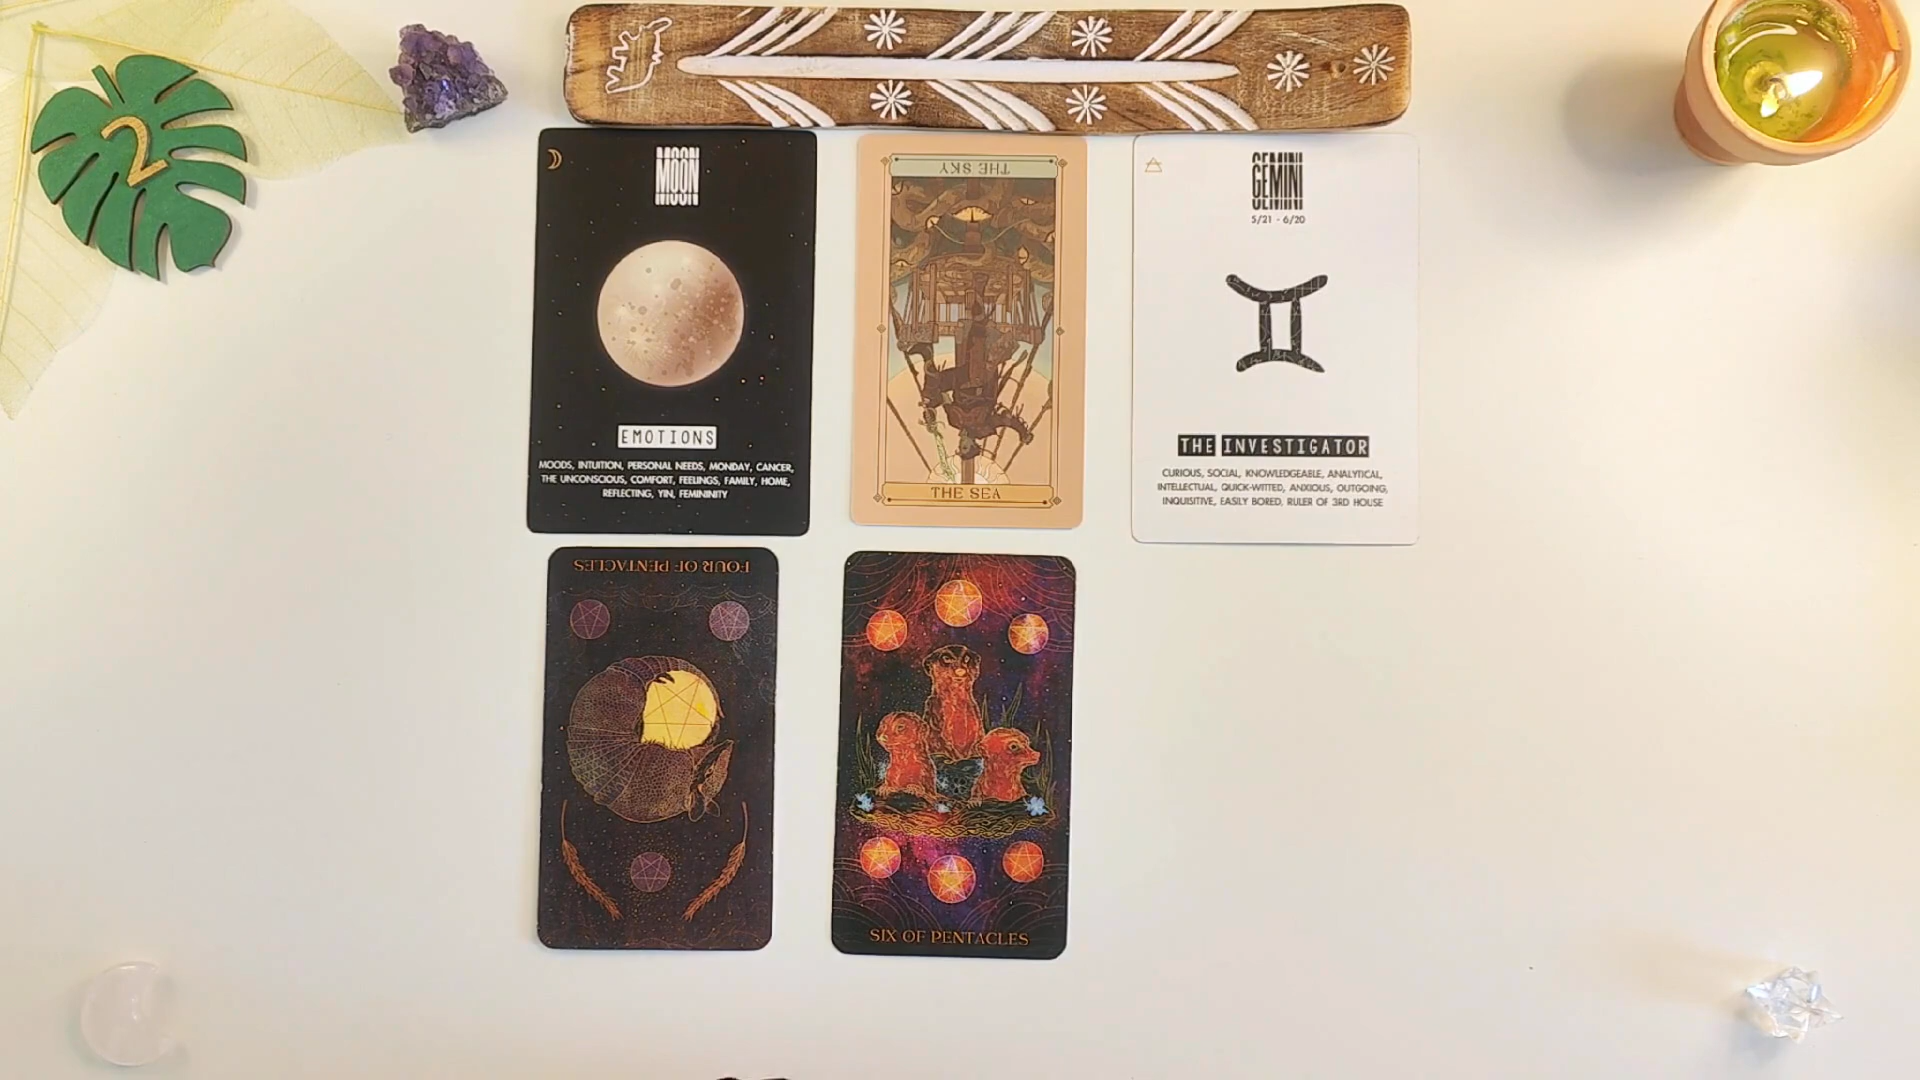 2
MOON
EMOTIONS
MOODS, INTUITION, PERSONAL NEEDS, MONDAY, CANCER,
THE UNCONSCIOUS, COMFORT, FEELINGS, FAMILY, HOME,
REFLECTING, YIN, FEMININITY
THE SKY
THE SEA
GEMINI
5/21 - 6/20
THE INVESTIGATOR
CURIOUS, SOCIAL, KNOWLEDGEABLE, ANALYTICAL,
INTELLECTUAL, QUICK-WITTED, ANXIOUS, OUTGOING,
INQUISITIVE, EASILY BORED, RULER OF 3RD HOUSE
FOUR OF PENTACLES
SIX OF PENTACLES